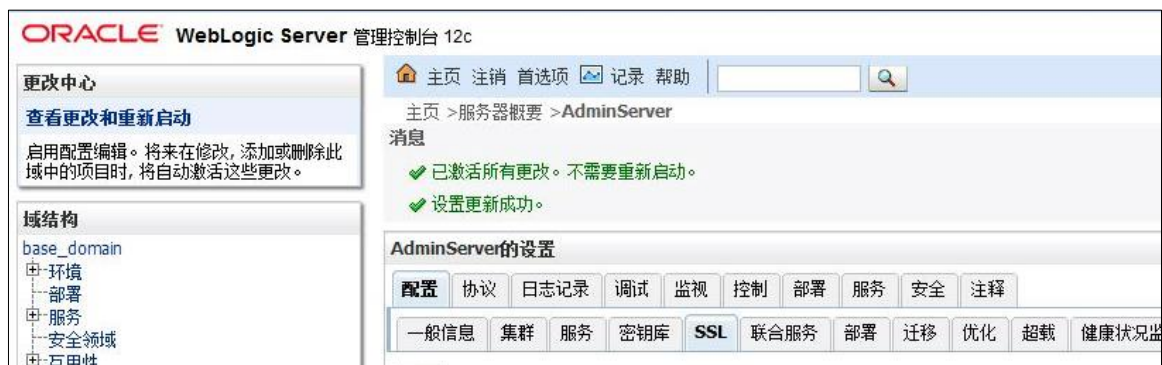 ORACLE WebLogic Server 管理控制台 12c
更改中心
查看更改和重新启动
启用配置编辑。将来在修改, 添加或删除此
域中的项目时, 将自动激活这些更改。
域结构
base_domain
环境
部署
服务
安全领域
互用性
主页 注销 首选项 记录 帮助
主页 >服务器概要 >AdminServer
消息
已激活所有更改。不需要重新启动。
设置更新成功。
AdminServer的设置
配置 协议 日志记录 调试 监视 控制 部署 服务 安全 注释
一般信息 集群 服务 密钥库 SSL 联合服务 部署 迁移 优化 超载 健康状况监